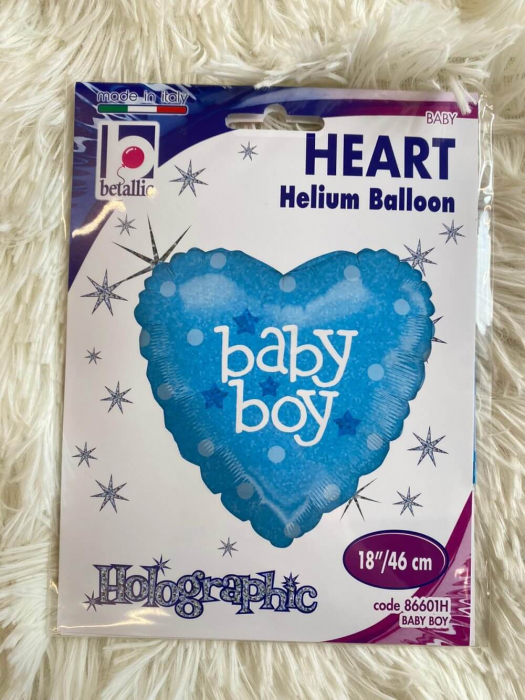 made in Italy
betallic
BABY
HEART
Helium Balloon
baby
boy
18"/46 cm
Holographic
code 86601H
BABY BOY